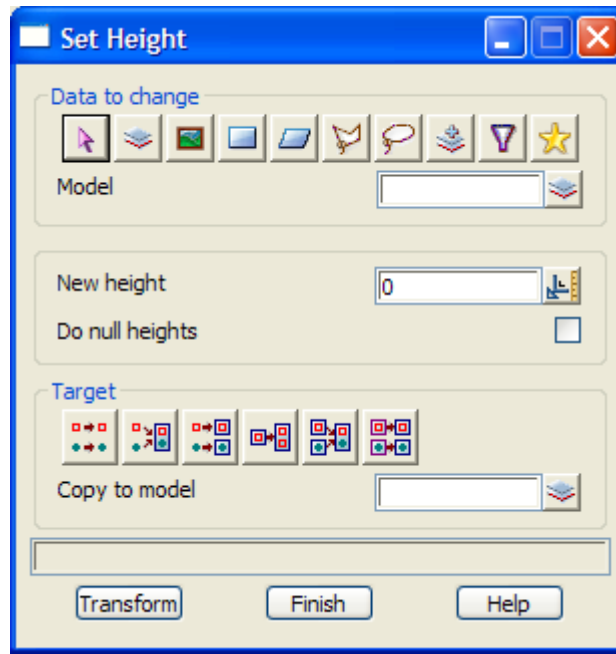 Set Height
Data to change
Model
New height
0
Do null heights
Target
Copy to model
Transform
Finish
Help